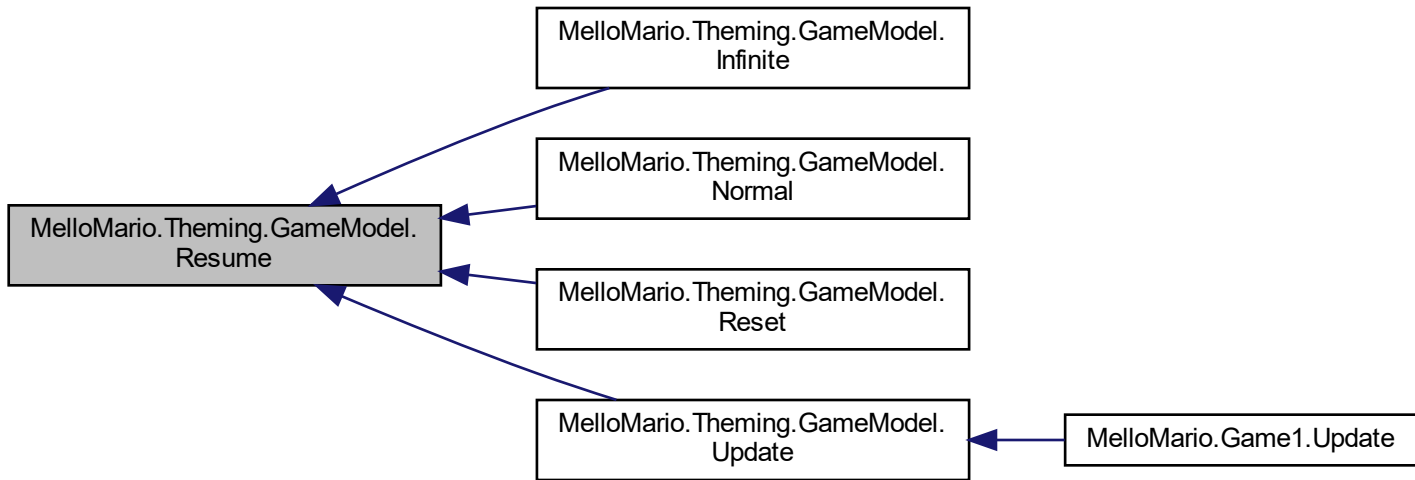 MelloMario.Theming.GameModel.
Infinite
MelloMario.Theming.GameModel.
Normal
MelloMario.Theming.GameModel.
Resume
MelloMario.Theming.GameModel.
Reset
MelloMario.Theming.GameModel.
Update
MelloMario.Game1.Update